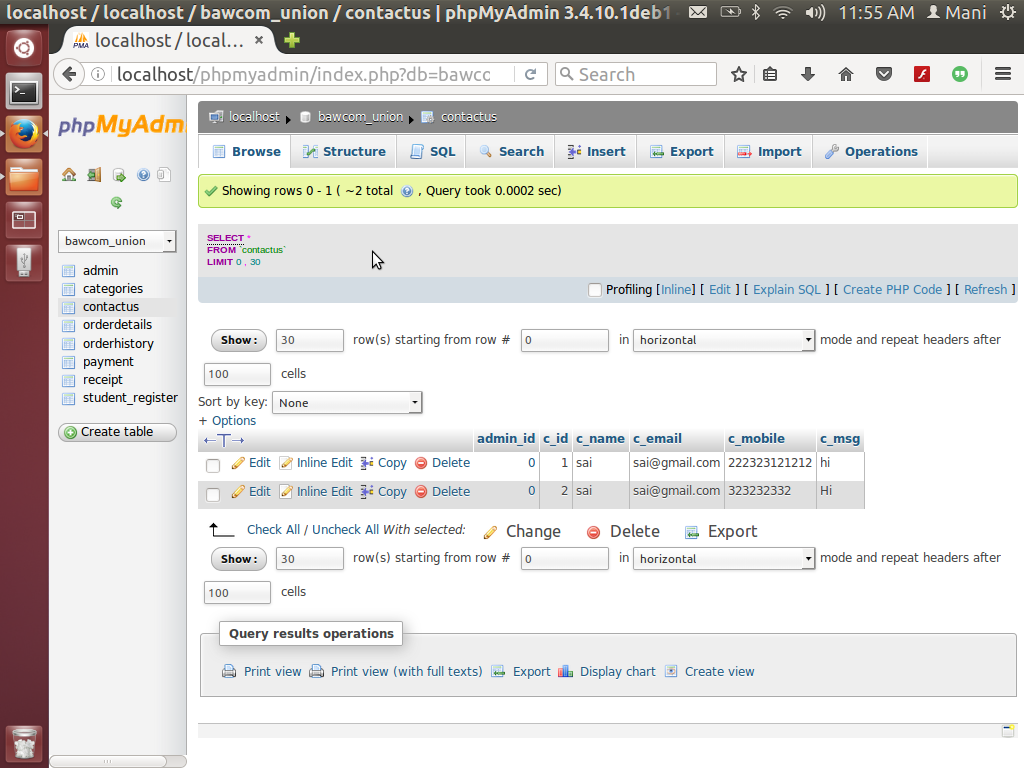 localhost / localhost / bawcom_union / contactus | phpMyAdmin 3.4.10.1deb1 11:55 AM Mani
localhost / local...
localhost/phpmyadmin/index.php?db=bawco Search
phpMyAdm
bawcom_union
admin
categories
contactus
orderdetails
orderhistory
payment
receipt
student_register
Create table
localhost bawcom_union contactus
Browse Structure SQL Search Insert Export Import Operations
Showing rows 0 - 1 ( ~2 total , Query took 0.0002 sec)
SELECT *
FROM `contactus`
LIMIT 0 , 30
Profiling [Inline] [ Edit ] [ Explain SQL ] [ Create PHP Code ] [ Refresh ]
Show : 30 row(s) starting from row # 0 in horizontal mode and repeat headers after
100 cells
Sort by key: None
+ Options
←T→ admin_id c_id c_name c_email c_mobile c_msg
Edit Inline Edit Copy Delete 0 1 sai sai@gmail.com 222323121212 hi
Edit Inline Edit Copy Delete 0 2 sai sai@gmail.com 323232332 Hi
Check All / Uncheck All With selected: Change Delete Export
Show : 30 row(s) starting from row # 0 in horizontal mode and repeat headers after
100 cells
Query results operations
Print view Print view (with full texts) Export Display chart Create view